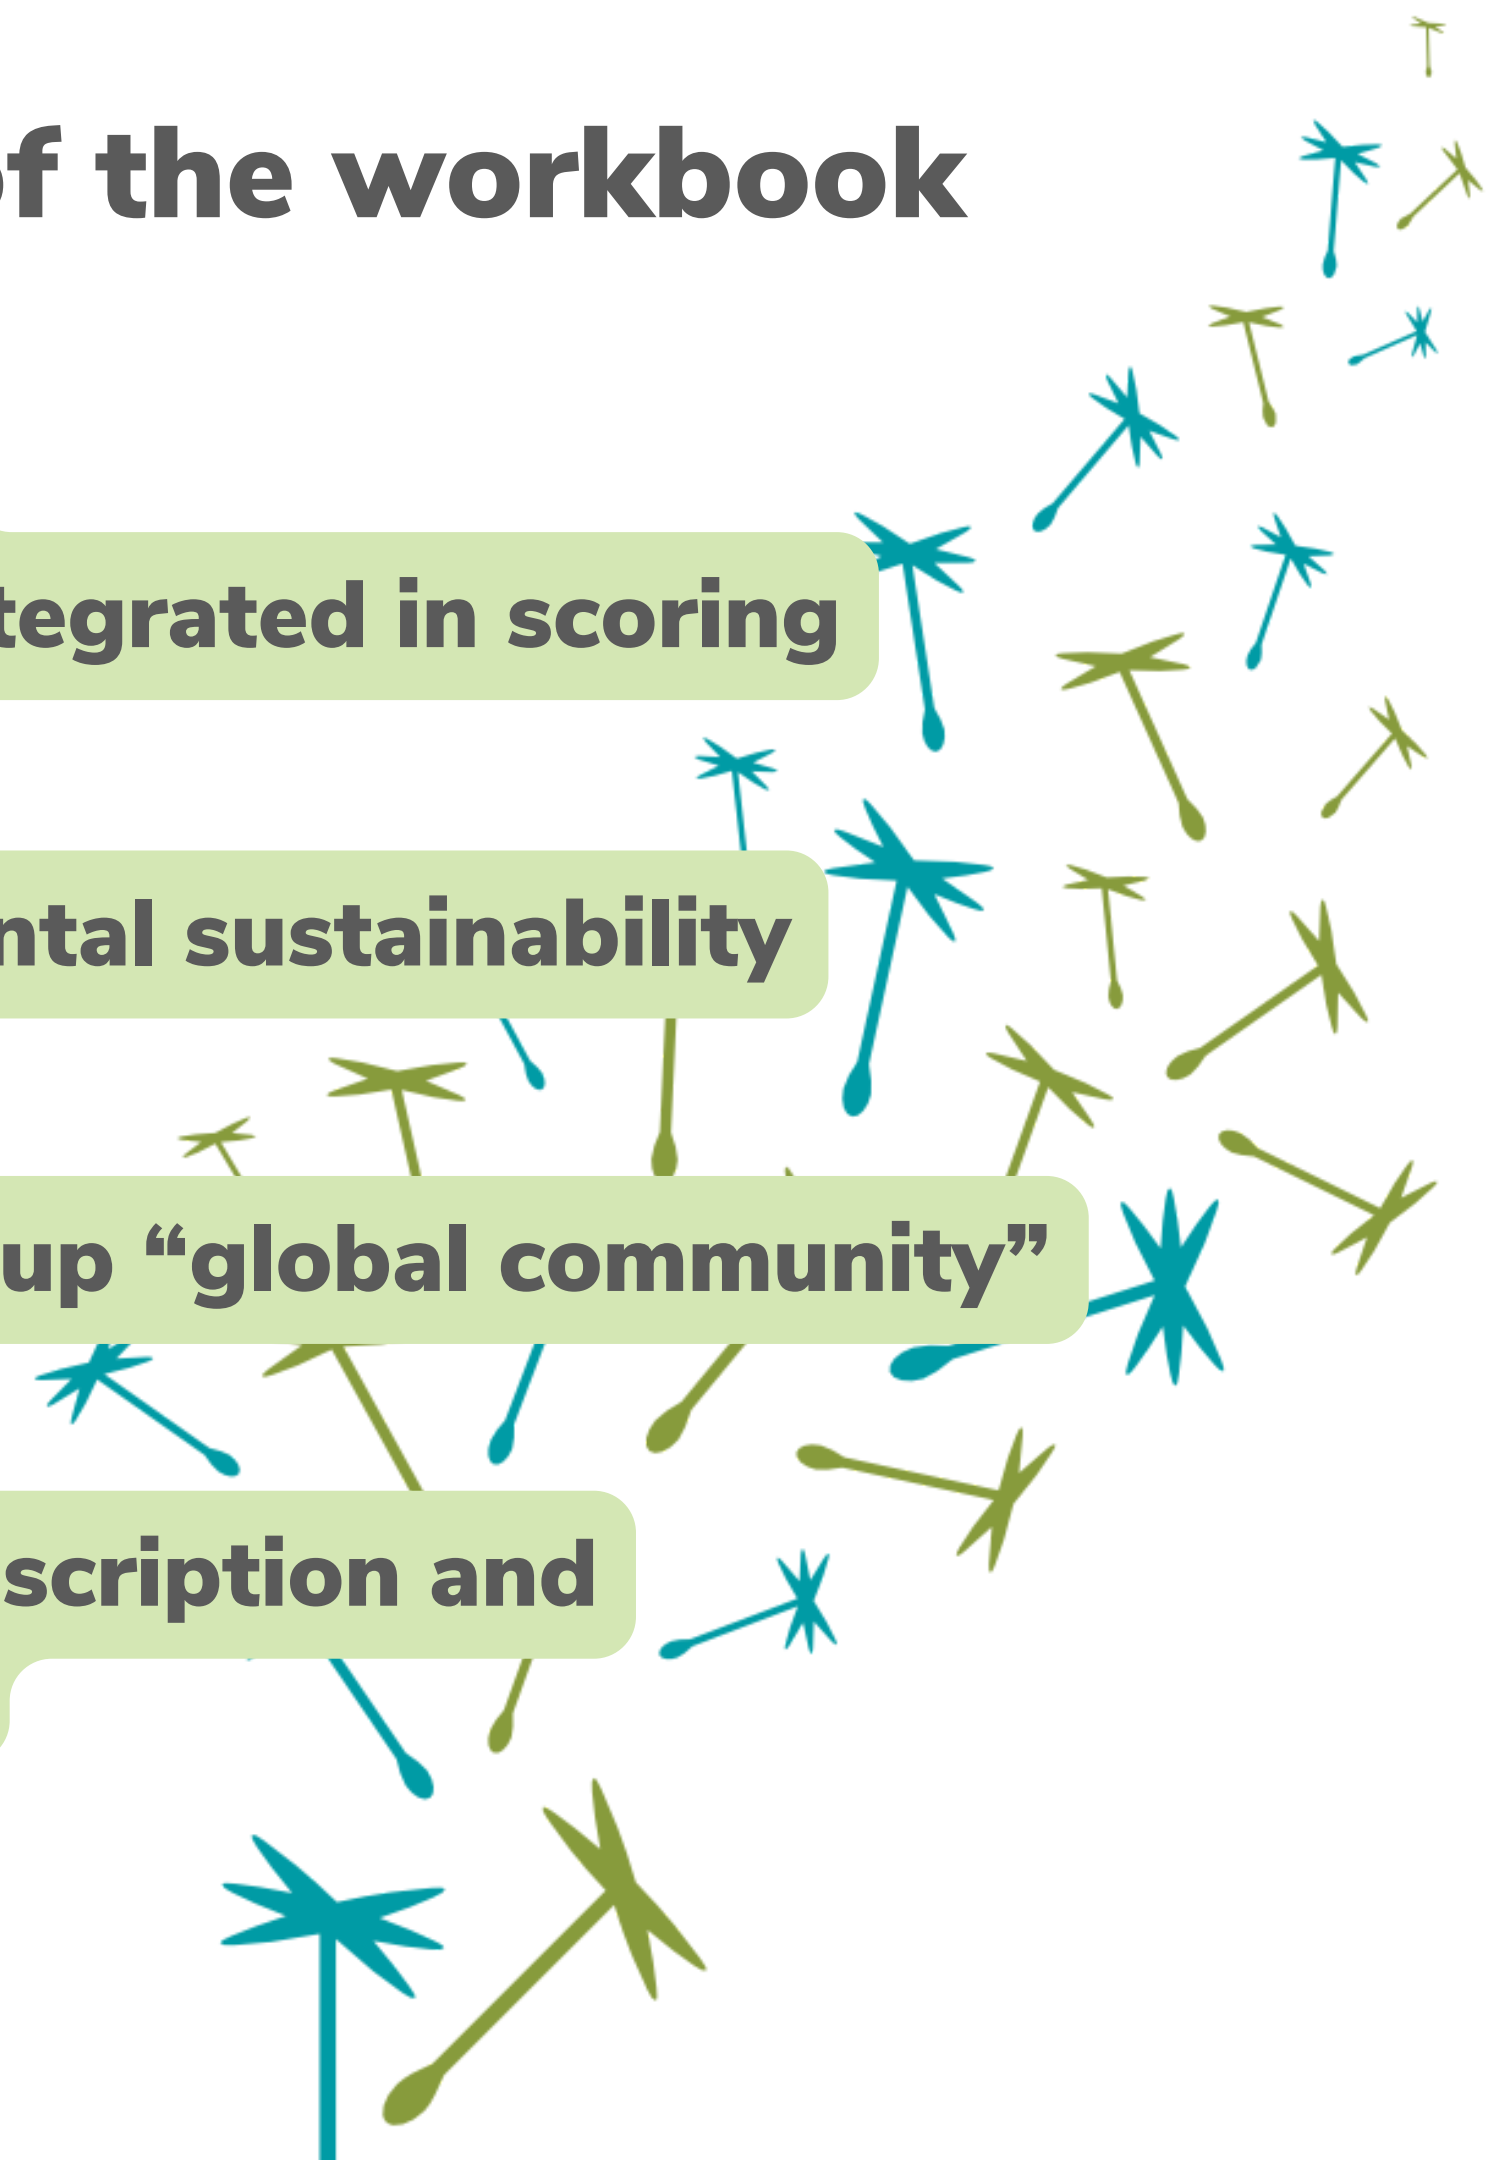 of the workbook
tegrated in scoring
ntal sustainability
up “global community”
scription and